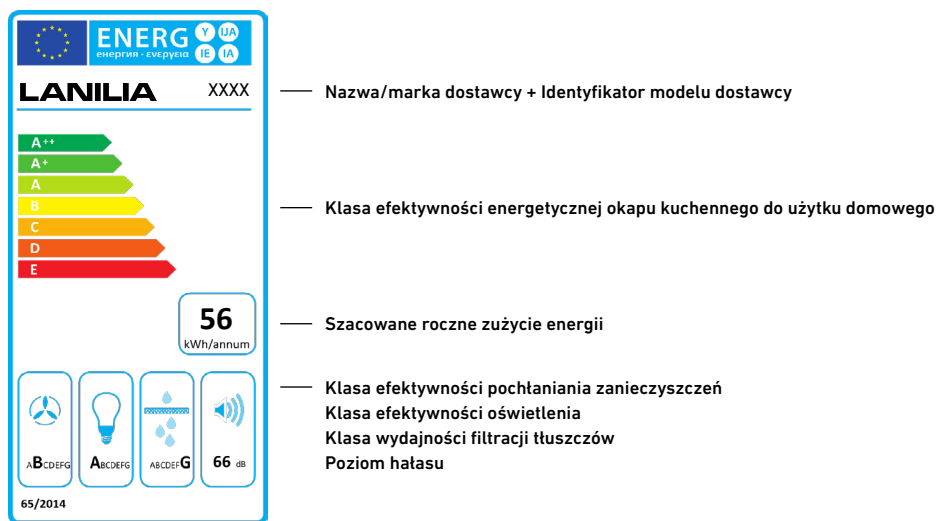 ENERG Y UA
енергия · ενεργεια IE IA
LANILIA XXXX
Nazwa/marka dostawcy + Identyfikator modelu dostawcy
A++
A+
A
B
C
D
E
Klasa efektywności energetycznej okapu kuchennego do użytku domowego
56
kWh/annum
Szacowane roczne zużycie energii
Klasa efektywności pochłaniania zanieczyszczeń
Klasa efektywności oświetlenia
Klasa wydajności filtracji tłuszczów
Poziom hałasu
ABCDEFG
ABCDEFG
ABCDEFG
66 dB
65/2014